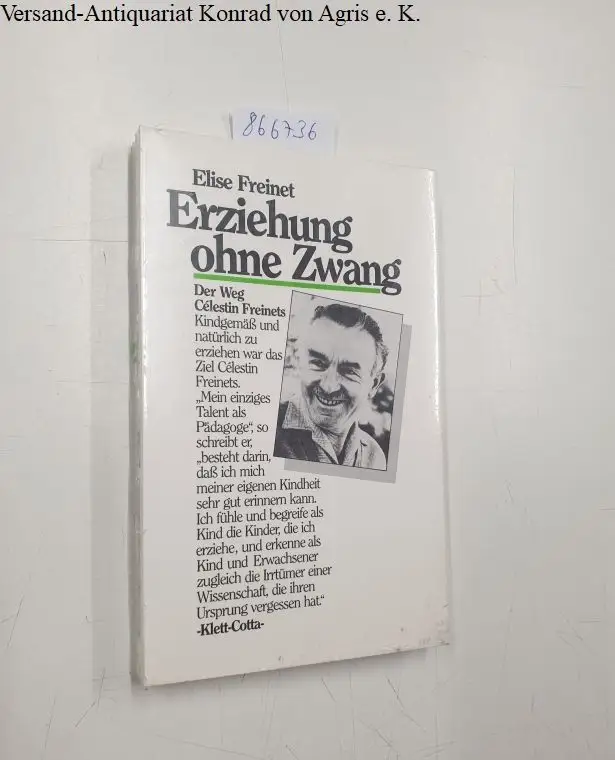 Versand-Antiquariat Konrad von Agris e. K.
866736
Elise Freinet
Erziehung
ohne Zwang
Der Weg
Célestin Freinets
Kindgemäß und
natürlich zu
erziehen war das
Ziel Célestin
Freinets.
„Mein einziges
Talent als
Pädagoge“, so
schreibt er,
„besteht darin,
daß ich mich
meiner eigenen Kindheit
sehr gut erinnern kann.
Ich fühle und begreife als
Kind die Kinder, die ich
erziehe, und erkenne als
Kind und Erwachsener
zugleich die Irrtümer einer
Wissenschaft, die ihren
Ursprung vergessen hat.“
-Klett-Cotta-